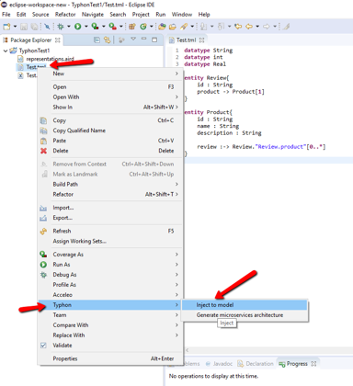 eclipse-workspace-new - TyphonTest1/Test.tml - Eclipse IDE
File Edit Source Refactor Navigate Search Project Run Window Help
Package Explorer
TyphonTest1
representations.aird
Test.tml
Test.
New
Open F3
Open With
Show In Alt+Shift+W
Copy Ctrl+C
Copy Qualified Name
Paste Ctrl+V
Delete Delete
Remove from Context Ctrl+Alt+Shift+Down
Mark as Landmark Ctrl+Alt+Shift+Up
Build Path
Refactor Alt+Shift+T
Import...
Export...
Refresh F5
Assign Working Sets...
Coverage As
Run As
Debug As
Profile As
Acceleo
Typhon
Team
Compare With
Replace With
Validate
Properties Alt+Enter
Inject to model
Generate microservices architecture
Inject
Test.tml
datatype String
datatype int
datatype Real
entity Review{
id : String
product -> Product[1]
}
entity Product{
id : String
name : String
description : String
review :-> Review."Review.product"[0..*]
}
Javadoc Declaration Progress
No operations to display at this time.